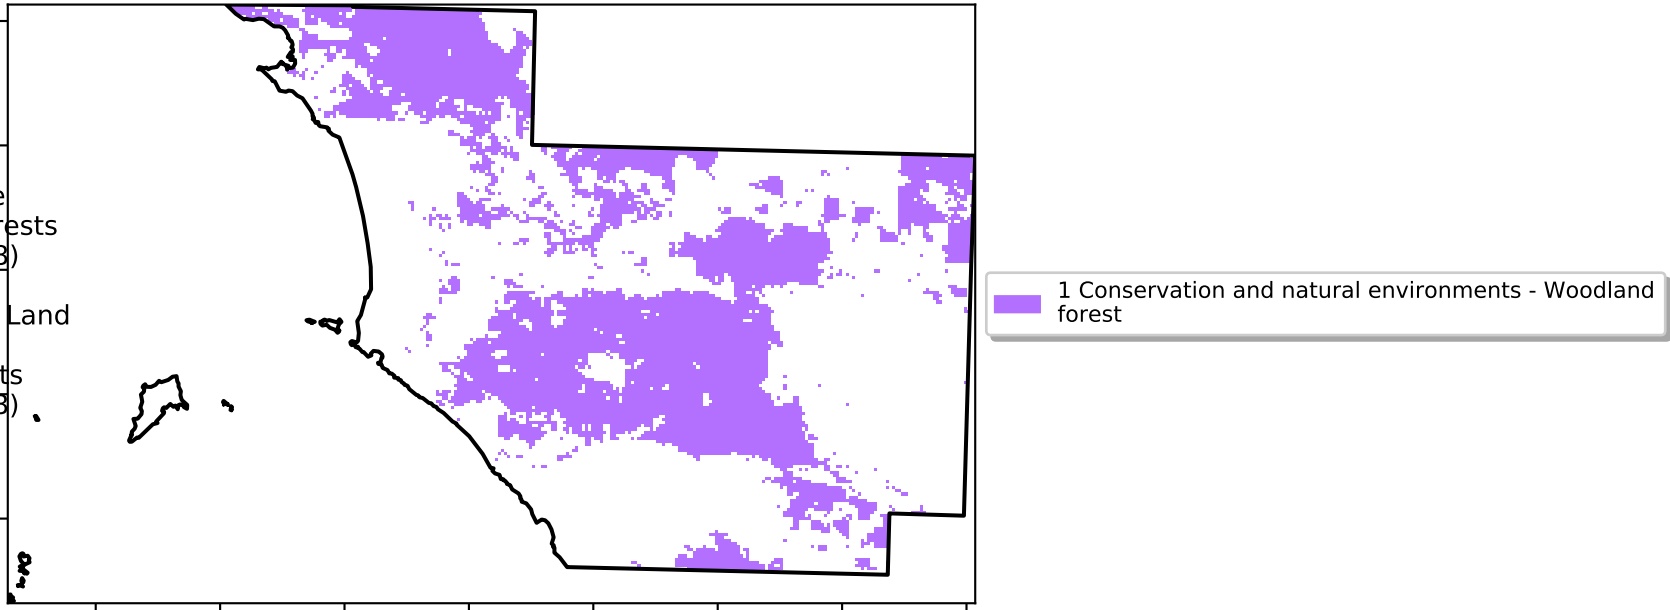 rests
Land
ts
1 Conservation and natural environments - Woodland
forest